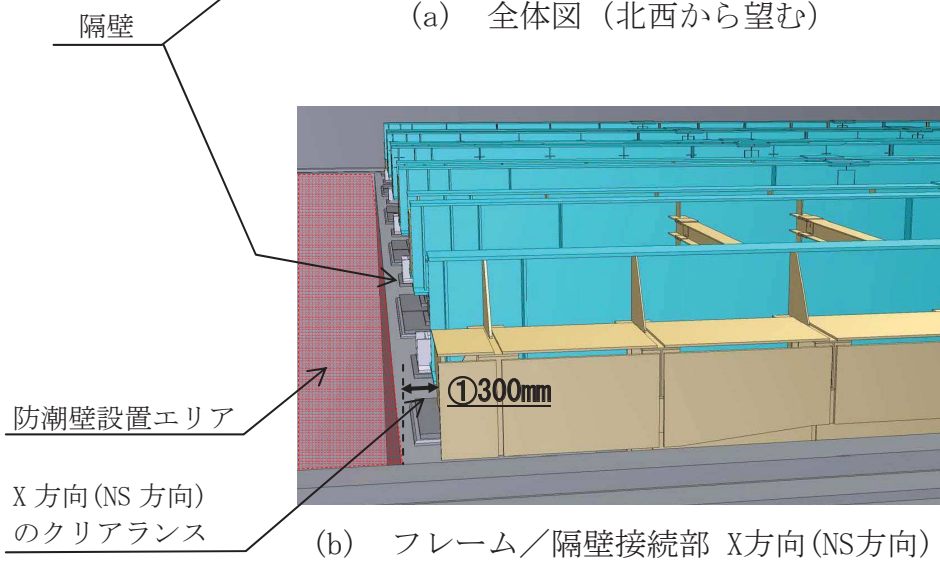 (a) 全体図 (北西から望む)
隔壁
①300mm
防潮壁設置エリア
X 方向(NS 方向)
のクリアランス
(b) フレーム／隔壁接続部 X方向(NS方向)